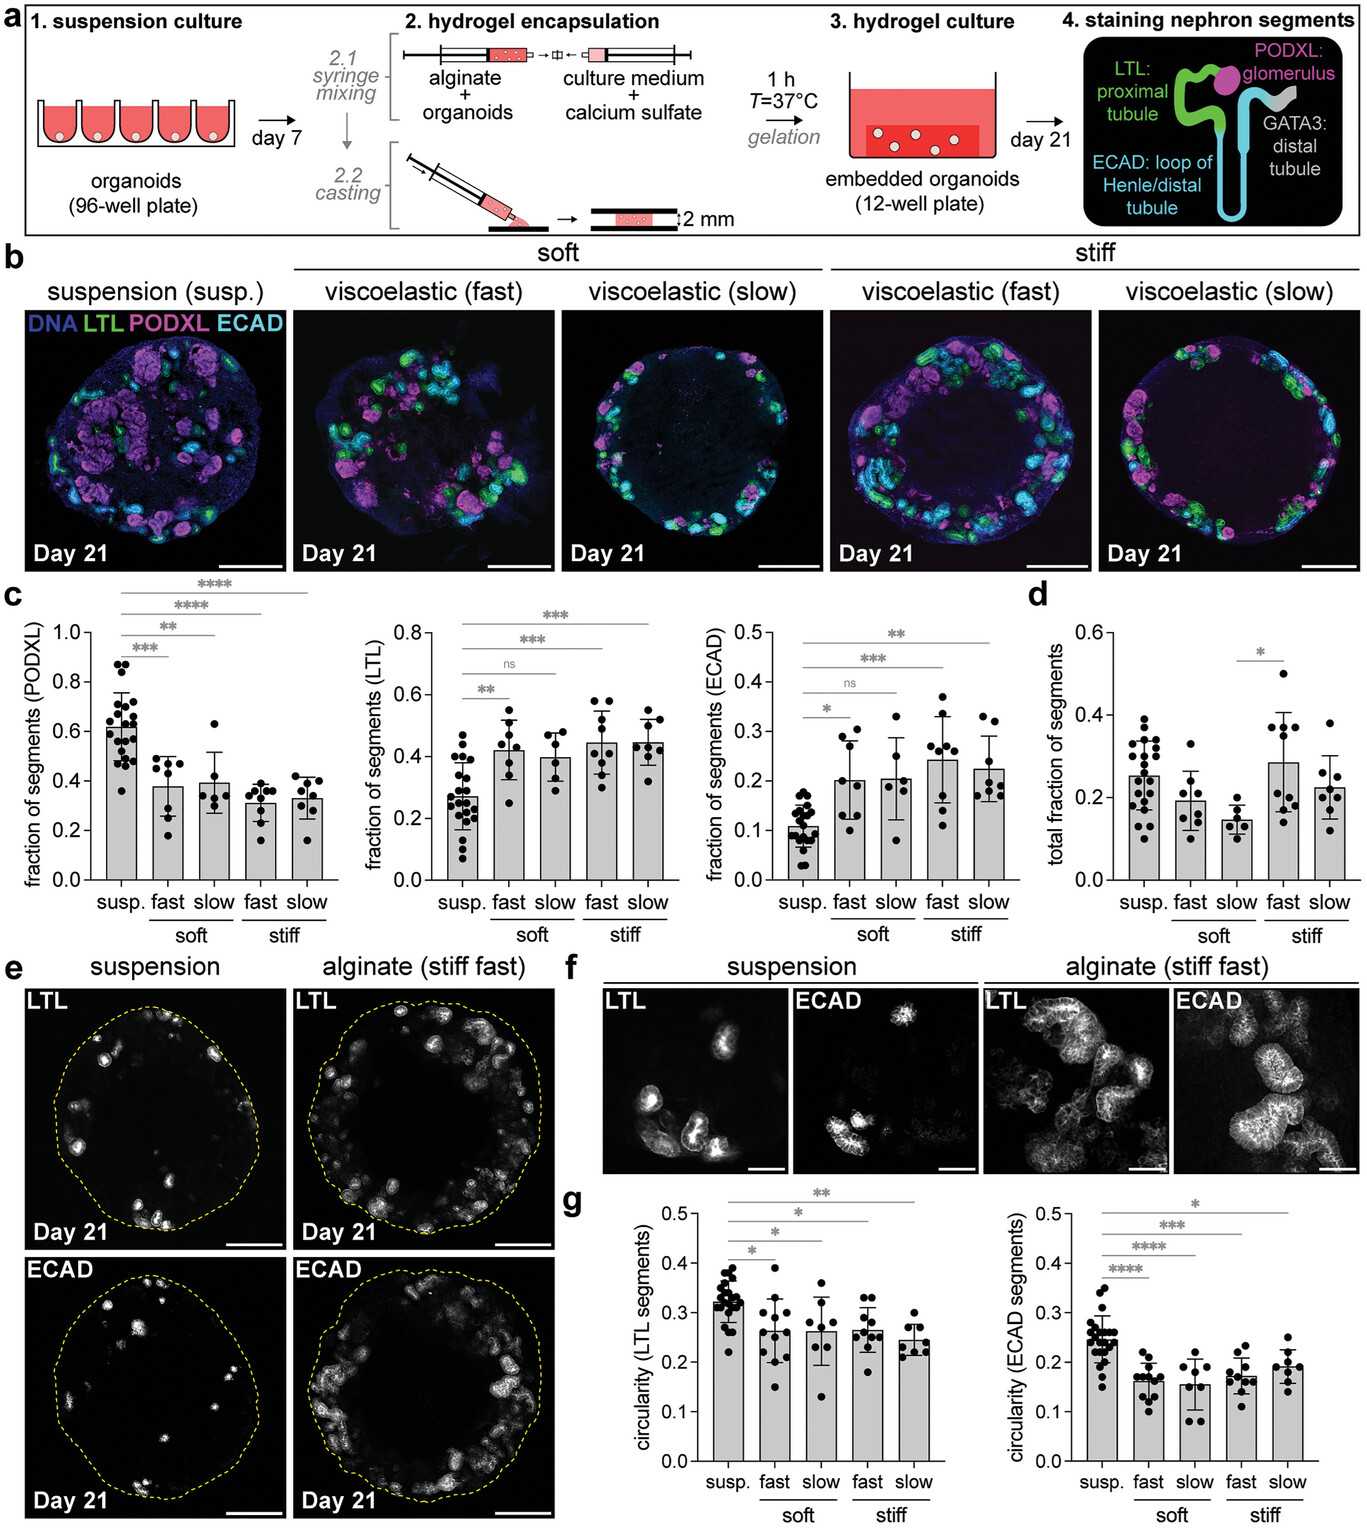 a
1. suspension culture
2. hydrogel encapsulation
3. hydrogel culture
4. staining nephron segments
2.1
syringe
mixing
alginate
+
organoids
culture medium
+
calcium sulfate
day 7
organoids
(96-well plate)
2.2
casting
2 mm
1 h
T=37°C
gelation
embedded organoids
(12-well plate)
day 21
LTL:
proximal
tubule
PODXL:
glomerulus
GATA3:
distal
tubule
ECAD: loop of
Henle/distal
tubule
b
soft
stiff
suspension (susp.)
viscoelastic (fast)
viscoelastic (slow)
viscoelastic (fast)
viscoelastic (slow)
DNA LTL PODXL ECAD
Day 21
Day 21
Day 21
Day 21
Day 21
c
fraction of segments (PODXL)
1.0
0.8
0.6
0.4
0.2
0.0
****
****
**
***
susp. fast slow fast slow
soft stiff
fraction of segments (LTL)
0.8
0.6
0.4
0.2
0.0
***
***
ns
**
susp. fast slow fast slow
soft stiff
fraction of segments (ECAD)
0.5
0.4
0.3
0.2
0.1
0.0
**
***
ns
*
susp. fast slow fast slow
soft stiff
d
total fraction of segments
0.6
0.4
0.2
0.0
*
susp. fast slow fast slow
soft stiff
e
suspension
alginate (stiff fast)
LTL
Day 21
LTL
Day 21
ECAD
Day 21
ECAD
Day 21
f
suspension
alginate (stiff fast)
LTL
ECAD
LTL
ECAD
g
circularity (LTL segments)
0.5
0.4
0.3
0.2
0.1
0.0
**
*
*
*
susp. fast slow fast slow
soft stiff
circularity (ECAD segments)
0.5
0.4
0.3
0.2
0.1
0.0
*
***
****
****
susp. fast slow fast slow
soft stiff